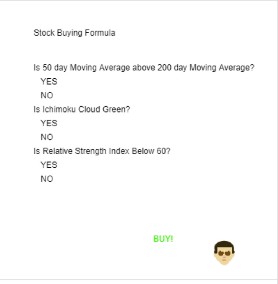 Stock Buying Formula
Is 50 day Moving Average above 200 day Moving Average?
YES
NO
Is Ichimoku Cloud Green?
YES
NO
Is Relative Strength Index Below 60?
YES
NO
BUY!